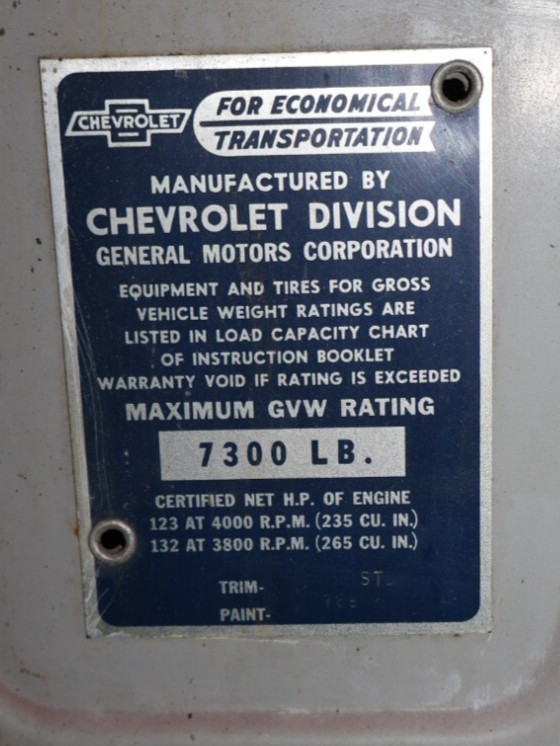 CHEVROLET
FOR ECONOMICAL
TRANSPORTATION
MANUFACTURED BY
CHEVROLET DIVISION
GENERAL MOTORS CORPORATION
EQUIPMENT AND TIRES FOR GROSS
VEHICLE WEIGHT RATINGS ARE
LISTED IN LOAD CAPACITY CHART
OF INSTRUCTION BOOKLET
WARRANTY VOID IF RATING IS EXCEEDED
MAXIMUM GVW RATING
7300 LB.
CERTIFIED NET H.P. OF ENGINE
123 AT 4000 R.P.M. (235 CU. IN.)
132 AT 3800 R.P.M. (265 CU. IN.)
TRIM- ST
PAINT-